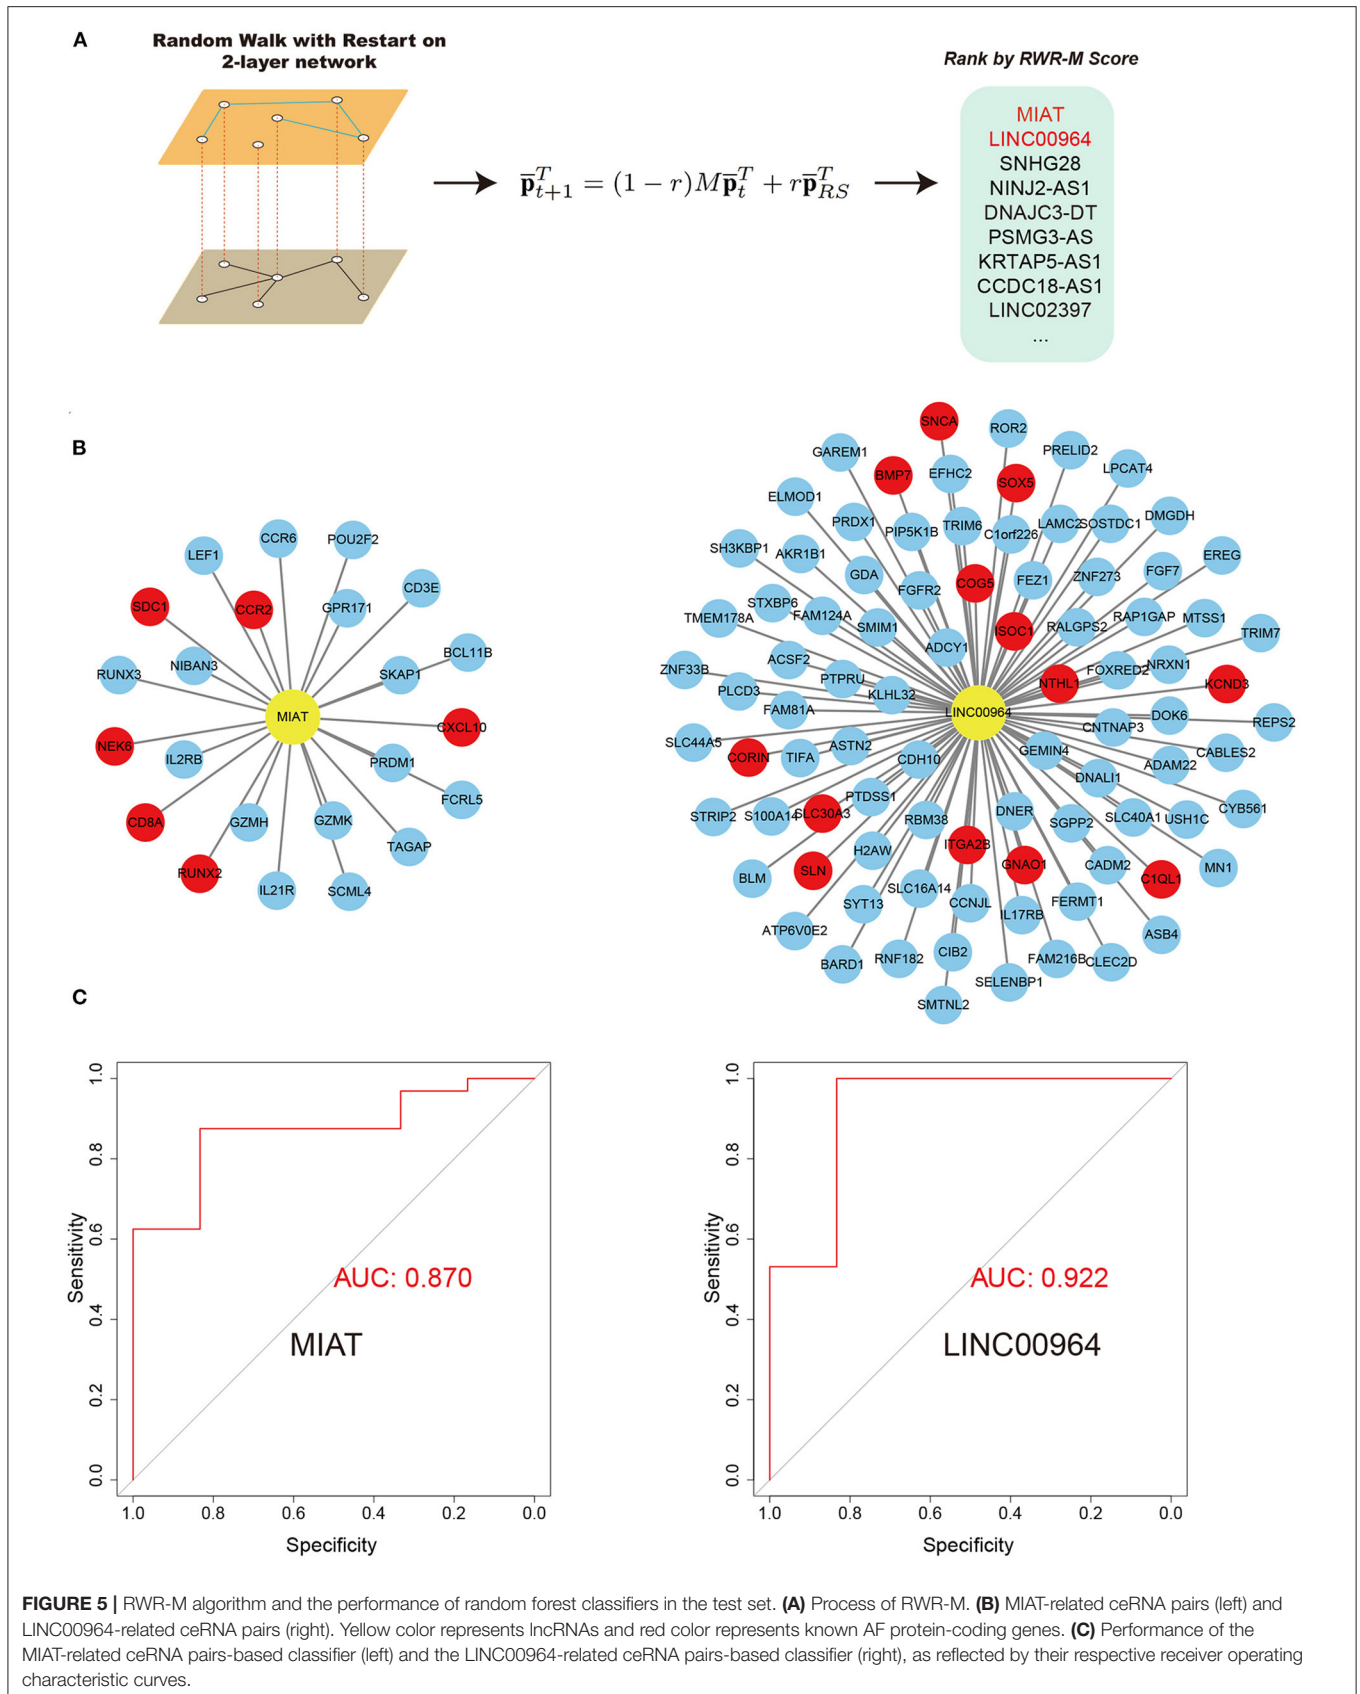 A
Random Walk with Restart on
2-layer network
Rank by RWR-M Score
p̅ᵀₜ₊₁ = (1 − r)Mp̅ᵀₜ + rp̅ᵀ_RS
MIAT
LINC00964
SNHG28
NINJ2-AS1
DNAJC3-DT
PSMG3-AS
KRTAP5-AS1
CCDC18-AS1
LINC02397
...
B
LEF1
CCR6
POU2F2
SDC1
CCR2
GPR171
CD3E
RUNX3
NIBAN3
SKAP1
BCL11B
MIAT
NEK6
IL2RB
PRDM1
CXCL10
CD8A
GZMH
GZMK
FCRL5
RUNX2
IL21R
SCML4
TAGAP
SNCA
ROR2
GAREM1
BMP7
EFHC2
SOX5
PRELID2
LPCAT4
ELMOD1
PRDX1
PIP5K1B
TRIM6
C1orf226
LAMC2
SOSTDC1
DMGDH
SH3KBP1
AKR1B1
GDA
FGFR2
COG5
FEZ1
ZNF273
FGF7
EREG
TMEM178A
STXBP6
FAM124A
SMIM1
ADCY1
ISOC1
RALGPS2
RAP1GAP
MTSS1
TRIM7
ZNF33B
PLCD3
ACSF2
PTPRU
KLHL32
NTHL1
FOXRED2
NRXN1
KCND3
FAM81A
LINC00964
CNTNAP3
DOK6
REPS2
SLC44A5
CORIN
TIFA
ASTN2
CDH10
GEMIN4
DNALI1
ADAM22
CABLES2
STRIP2
S100A14
SLC30A3
PTDSS1
RBM38
DNER
SGPP2
SLC40A1
USH1C
CYB561
BLM
SLN
H2AW
ITGA2B
GNAO1
CADM2
C1QL1
MN1
ATP6V0E2
SYT13
SLC16A14
CCNJL
IL17RB
FERMT1
ASB4
BARD1
RNF182
CIB2
SELENBP1
FAM216B
CLEC2D
SMTNL2
C
1.0
0.8
0.6
0.4
0.2
0.0
Sensitivity
AUC: 0.870
MIAT
1.0 0.8 0.6 0.4 0.2 0.0
Specificity
1.0
0.8
0.6
0.4
0.2
0.0
Sensitivity
AUC: 0.922
LINC00964
1.0 0.8 0.6 0.4 0.2 0.0
Specificity
FIGURE 5 | RWR-M algorithm and the performance of random forest classifiers in the test set. (A) Process of RWR-M. (B) MIAT-related ceRNA pairs (left) and
LINC00964-related ceRNA pairs (right). Yellow color represents lncRNAs and red color represents known AF protein-coding genes. (C) Performance of the
MIAT-related ceRNA pairs-based classifier (left) and the LINC00964-related ceRNA pairs-based classifier (right), as reflected by their respective receiver operating
characteristic curves.